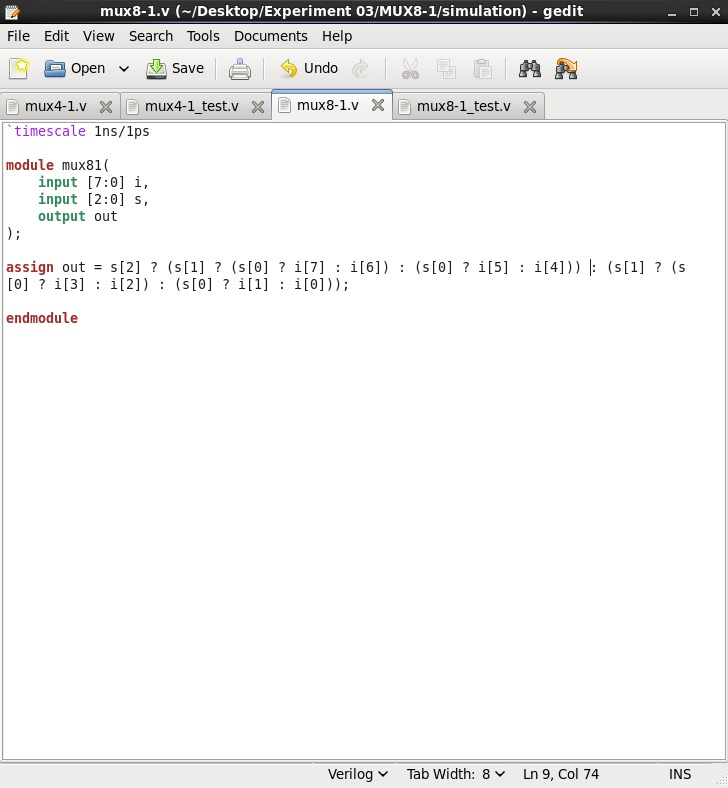 mux8-1.v (~/Desktop/Experiment 03/MUX8-1/simulation) - gedit
File Edit View Search Tools Documents Help
Open Save Undo
mux4-1.v mux4-1_test.v mux8-1.v mux8-1_test.v
`timescale 1ns/1ps
module mux81(
    input [7:0] i,
    input [2:0] s,
    output out
);
assign out = s[2] ? (s[1] ? (s[0] ? i[7] : i[6]) : (s[0] ? i[5] : i[4])) : (s[1] ? (s
[0] ? i[3] : i[2]) : (s[0] ? i[1] : i[0]));
endmodule
Verilog Tab Width: 8 Ln 9, Col 74 INS